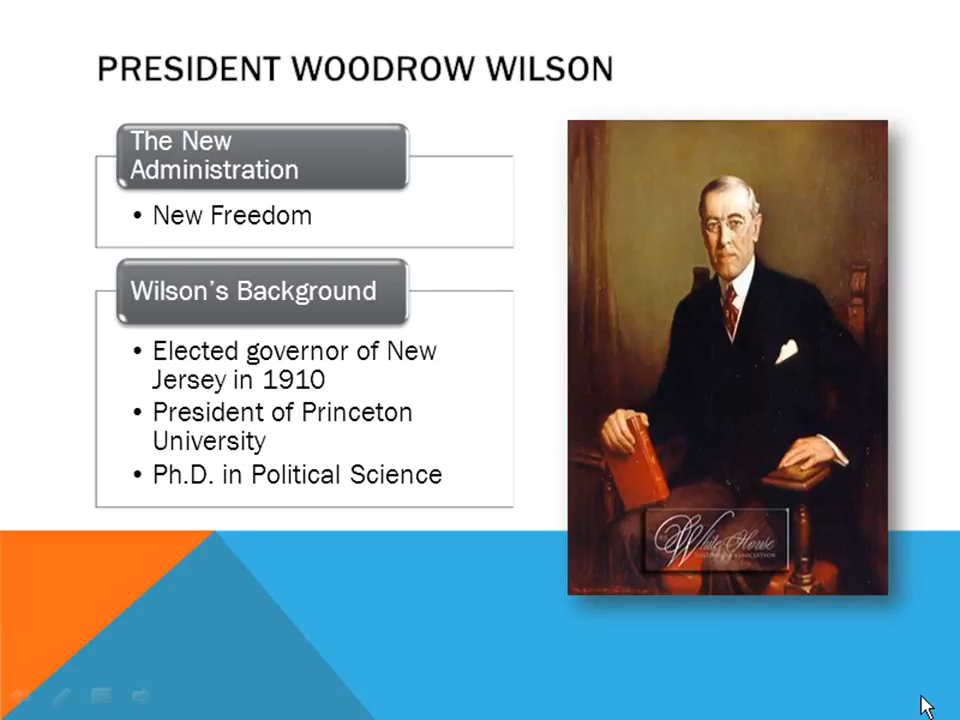 PRESIDENT WOODROW WILSON
The New
Administration
• New Freedom
Wilson's Background
• Elected governor of New
Jersey in 1910
• President of Princeton
University
• Ph.D. in Political Science
White House
ASSOCIATION